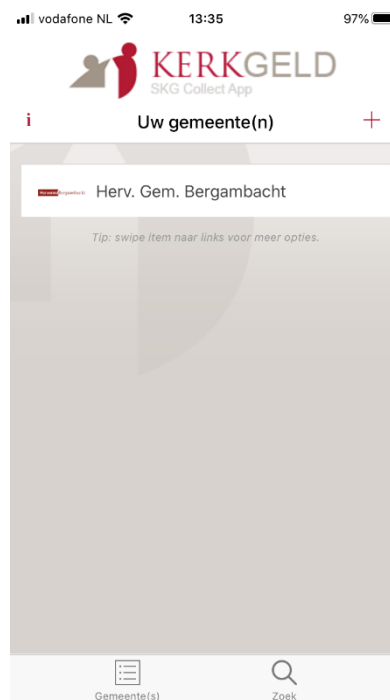 vodafone NL 13:35 97%
KERKGELD
SKG Collect App
i Uw gemeente(n) +
Herv. Gem. Bergambacht
Tip: swipe item naar links voor meer opties.
Gemeente(s) Zoek